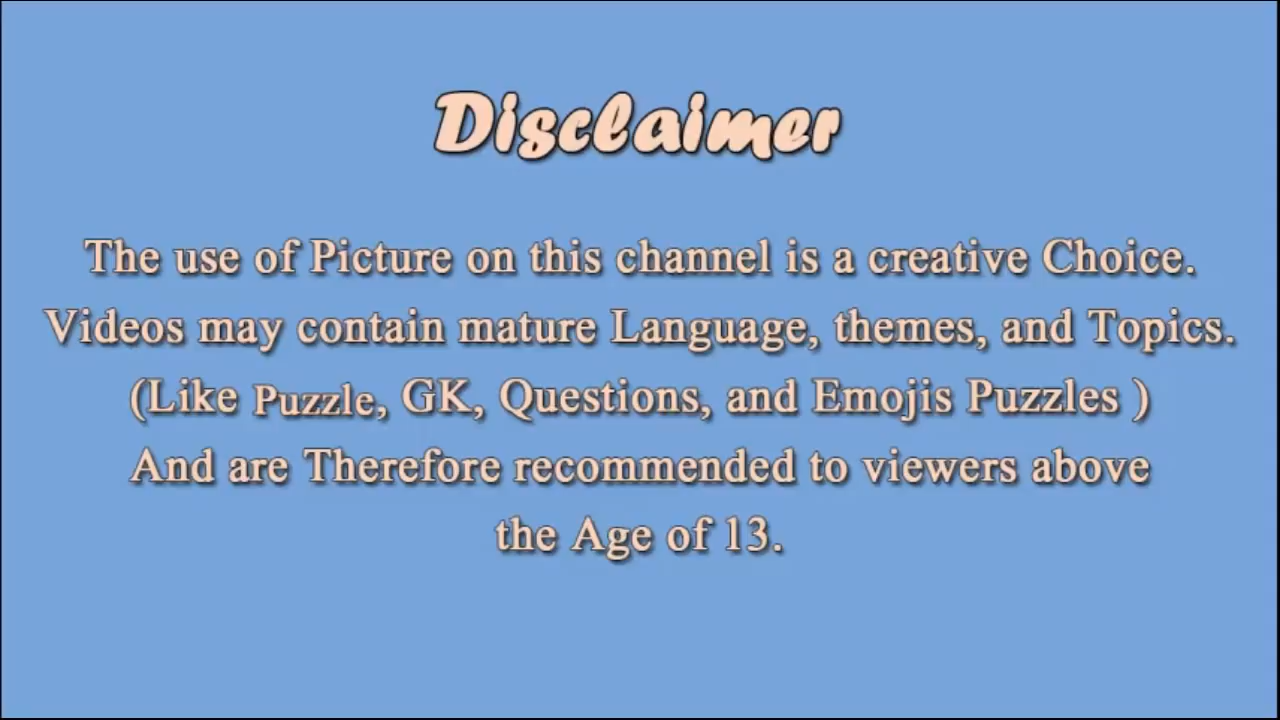 Disclaimer
The use of Picture on this channel is a creative Choice.
Videos may contain mature Language, themes, and Topics.
(Like Puzzle, GK, Questions, and Emojis Puzzles )
And are Therefore recommended to viewers above
the Age of 13.